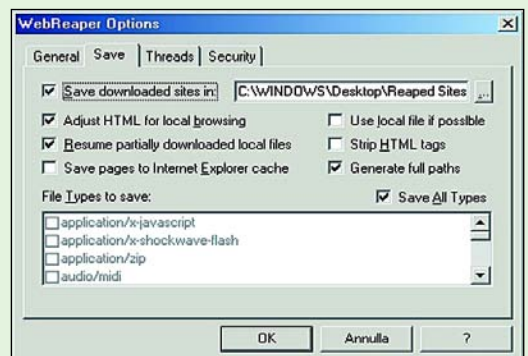 WebReaper Options
General Save Threads Security
Save downloaded sites in: C:\WINDOWS\Desktop\Reaped Sites ...
Adjust HTML for local browsing Use local file if possible
Resume partially downloaded local files Strip HTML tags
Save pages to Internet Explorer cache Generate full paths
File Types to save: Save All Types
application/x-javascript
application/x-shockwave-flash
application/zip
audio/midi
OK Annulla ?